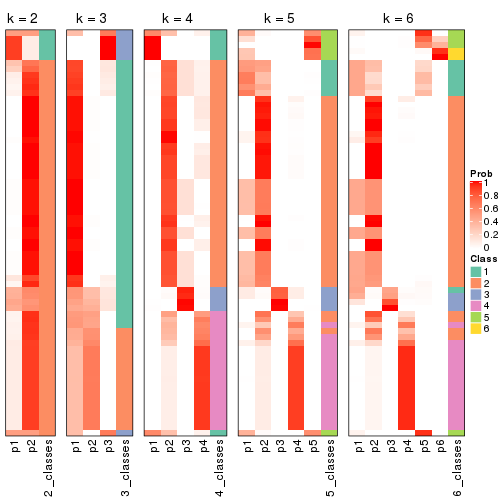 k = 2
k = 3
k = 4
k = 5
k = 6
p1
p2
2_classes
p1
p2
p3
3_classes
p1
p2
p3
p4
4_classes
p1
p2
p3
p4
p5
5_classes
p1
p2
p3
p4
p5
p6
6_classes
Prob
1
0.8
0.6
0.4
0.2
0
Class
1
2
3
4
5
6